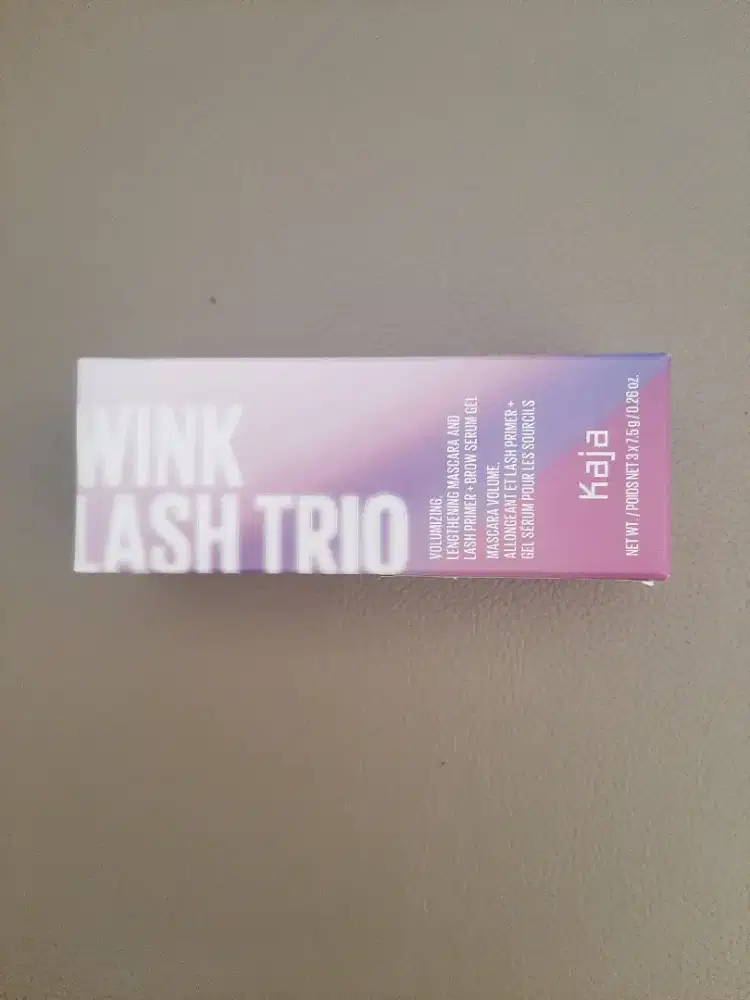 WINK
LASH TRIO
VOLUMIZING,
LENGTHENING MASCARA AND
LASH PRIMER + BROW SERUM GEL
MASCARA VOLUME,
ALLONGEANT ET LASH PRIMER +
GEL SÉRUM POUR LES SOURCILS
Kaja
NET WT. / POIDS NET 3 x 7.5 g / 0.26 oz.